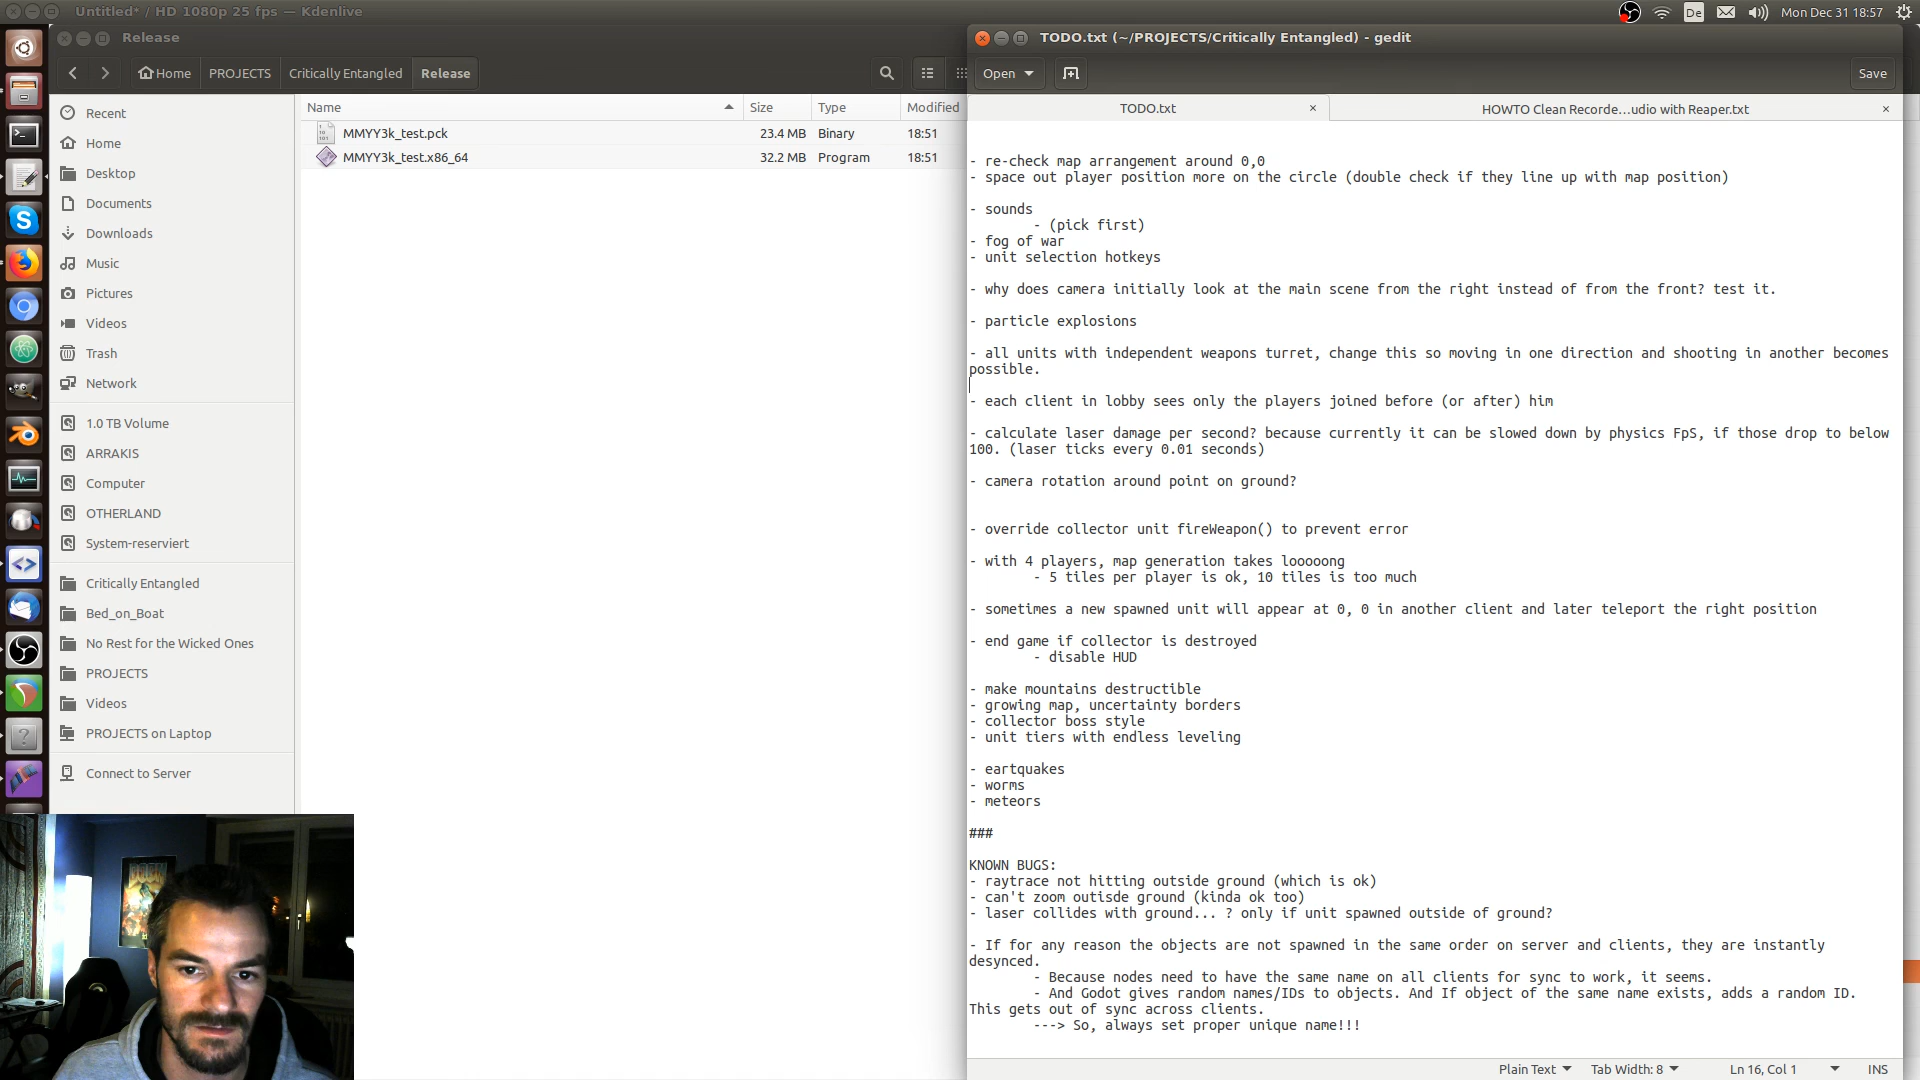 Untitled* / HD 1080p 25 fps — Kdenlive
De
Mon Dec 31 18:57
Release
Home
PROJECTS
Critically Entangled
Release
Recent
Home
Desktop
Documents
Downloads
Music
Pictures
Videos
Trash
Network
1.0 TB Volume
ARRAKIS
Computer
OTHERLAND
System-reserviert
Critically Entangled
Bed_on_Boat
No Rest for the Wicked Ones
PROJECTS
Videos
PROJECTS on Laptop
Connect to Server
Name Size Type Modified
MMYY3k_test.pck 23.4 MB Binary 18:51
MMYY3k_test.x86_64 32.2 MB Program 18:51
TODO.txt (~/PROJECTS/Critically Entangled) - gedit
Open
Save
TODO.txt
HOWTO Clean Recorde...udio with Reaper.txt
- re-check map arrangement around 0,0
- space out player position more on the circle (double check if they line up with map position)
- sounds
- (pick first)
- fog of war
- unit selection hotkeys
- why does camera initially look at the main scene from the right instead of from the front? test it.
- particle explosions
- all units with independent weapons turret, change this so moving in one direction and shooting in another becomes
possible.
- each client in lobby sees only the players joined before (or after) him
- calculate laser damage per second? because currently it can be slowed down by physics FpS, if those drop to below
100. (laser ticks every 0.01 seconds)
- camera rotation around point on ground?
- override collector unit fireWeapon() to prevent error
- with 4 players, map generation takes looooong
- 5 tiles per player is ok, 10 tiles is too much
- sometimes a new spawned unit will appear at 0, 0 in another client and later teleport the right position
- end game if collector is destroyed
- disable HUD
- make mountains destructible
- growing map, uncertainty borders
- collector boss style
- unit tiers with endless leveling
- eartquakes
- worms
- meteors
###
KNOWN BUGS:
- raytrace not hitting outside ground (which is ok)
- can't zoom outisde ground (kinda ok too)
- laser collides with ground... ? only if unit spawned outside of ground?
- If for any reason the objects are not spawned in the same order on server and clients, they are instantly
desynced.
- Because nodes need to have the same name on all clients for sync to work, it seems.
- And Godot gives random names/IDs to objects. And If object of the same name exists, adds a random ID.
This gets out of sync across clients.
---> So, always set proper unique name!!!
Plain Text
Tab Width: 8
Ln 16, Col 1
INS